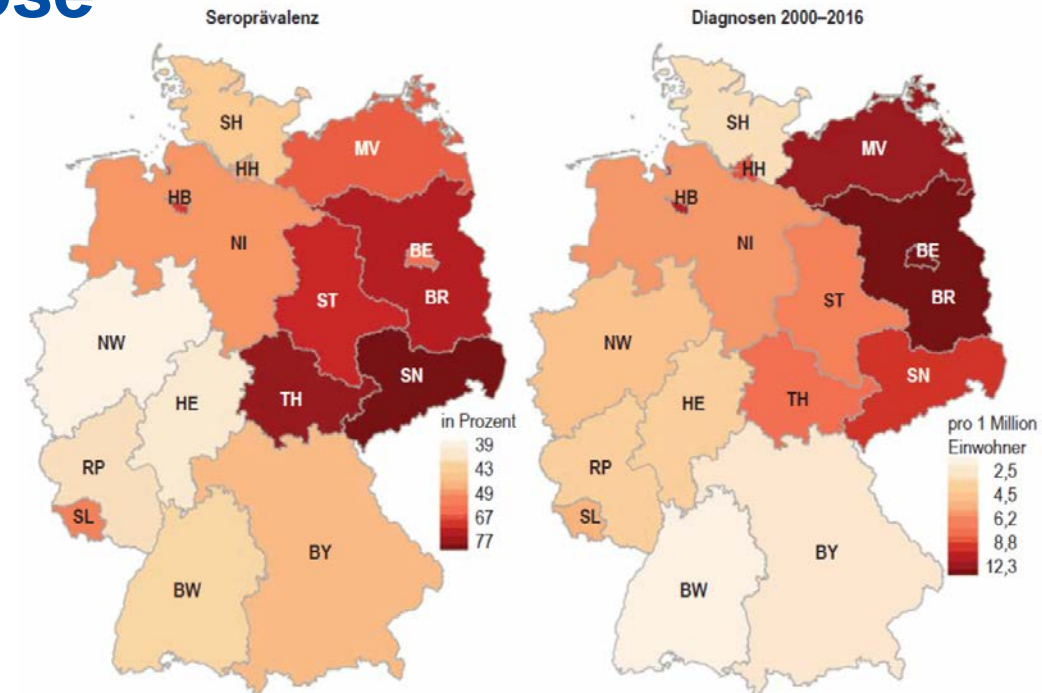 ose
Seroprävalenz
SH
HH
MV
HB
NI
BE
ST
BR
NW
HE
TH
SN
RP
SL
BY
BW
in Prozent
39
43
49
67
77
Diagnosen 2000–2016
SH
HH
MV
HB
NI
BE
ST
BR
NW
HE
TH
SN
RP
SL
BY
BW
pro 1 Million
Einwohner
2,5
4,5
6,2
8,8
12,3